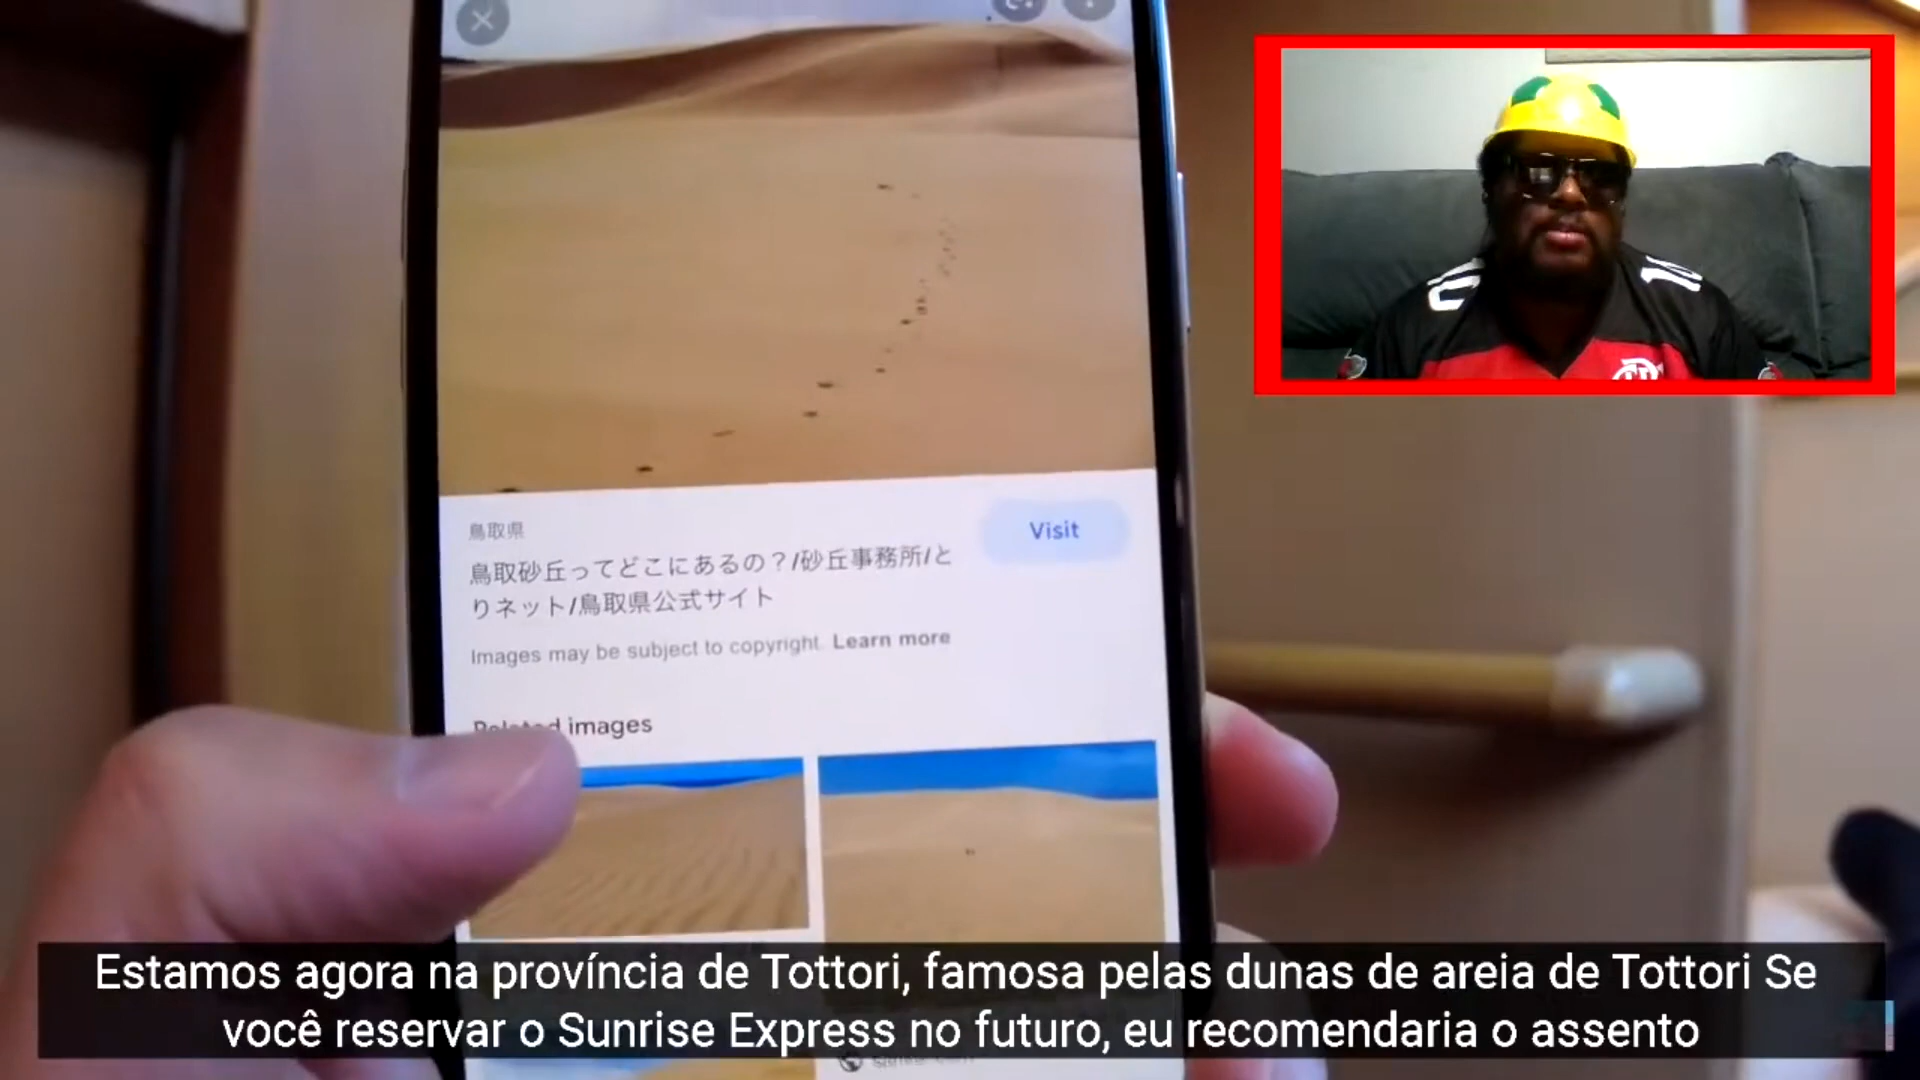 鳥取県
鳥取砂丘ってどこにあるの？/砂丘事務所/と
りネット/鳥取県公式サイト
Visit
Images may be subject to copyright. Learn more
Related images
Estamos agora na província de Tottori, famosa pelas dunas de areia de Tottori Se
você reservar o Sunrise Express no futuro, eu recomendaria o assento